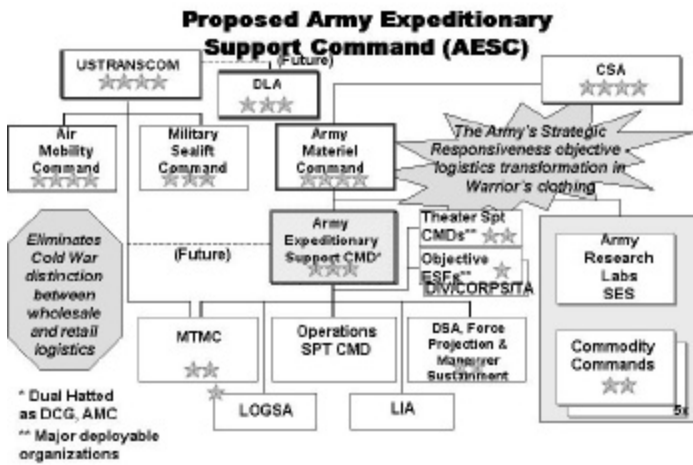 Proposed Army Expeditionary
Support Command (AESC)
USTRANSCOM
(Future)
DLA
CSA
Air
Mobility
Command
Military
Sealift
Command
Army
Materiel
Command
The Army's Strategic
Responsiveness objective -
logistics transformation in
Warrior's clothing
Eliminates
Cold War
distinction
between
wholesale
and retail
logistics
(Future)
Army
Expeditionary
Support CMD*
Theater Spt
CMDs**
Objective
ESFs**
DIV/CORPS/TA
Army
Research
Labs
SES
MTMC
Operations
SPT CMD
DSA, Force
Projection &
Maneuver
Sustainment
Commodity
Commands
5x
LOGSA
LIA
* Dual Hatted
as DCG, AMC
** Major deployable
organizations